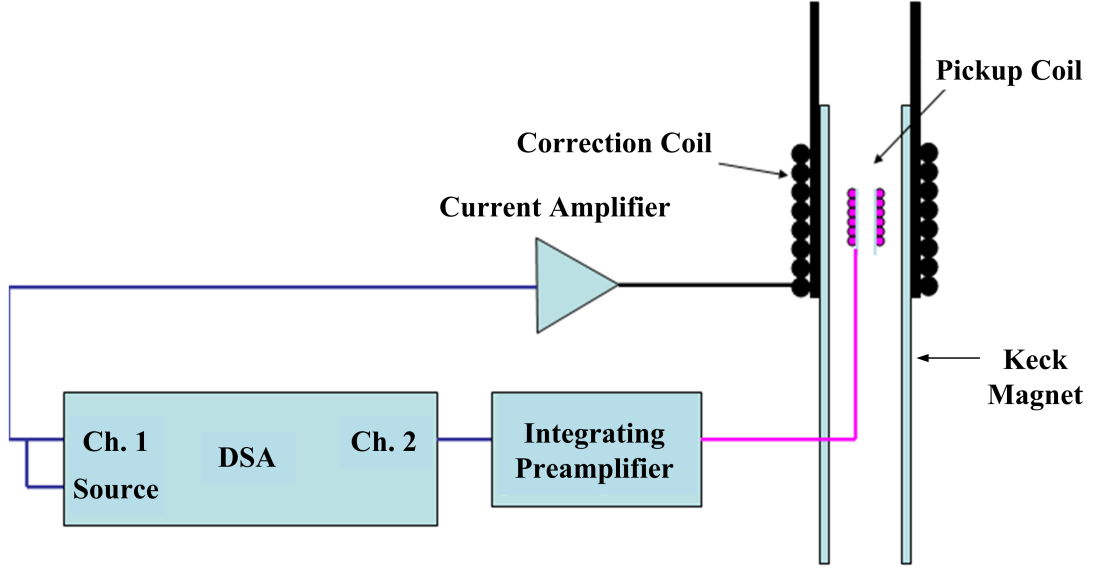 Pickup Coil
Correction Coil
Current Amplifier
Keck
Magnet
Ch. 1
DSA
Ch. 2
Source
Integrating
Preamplifier